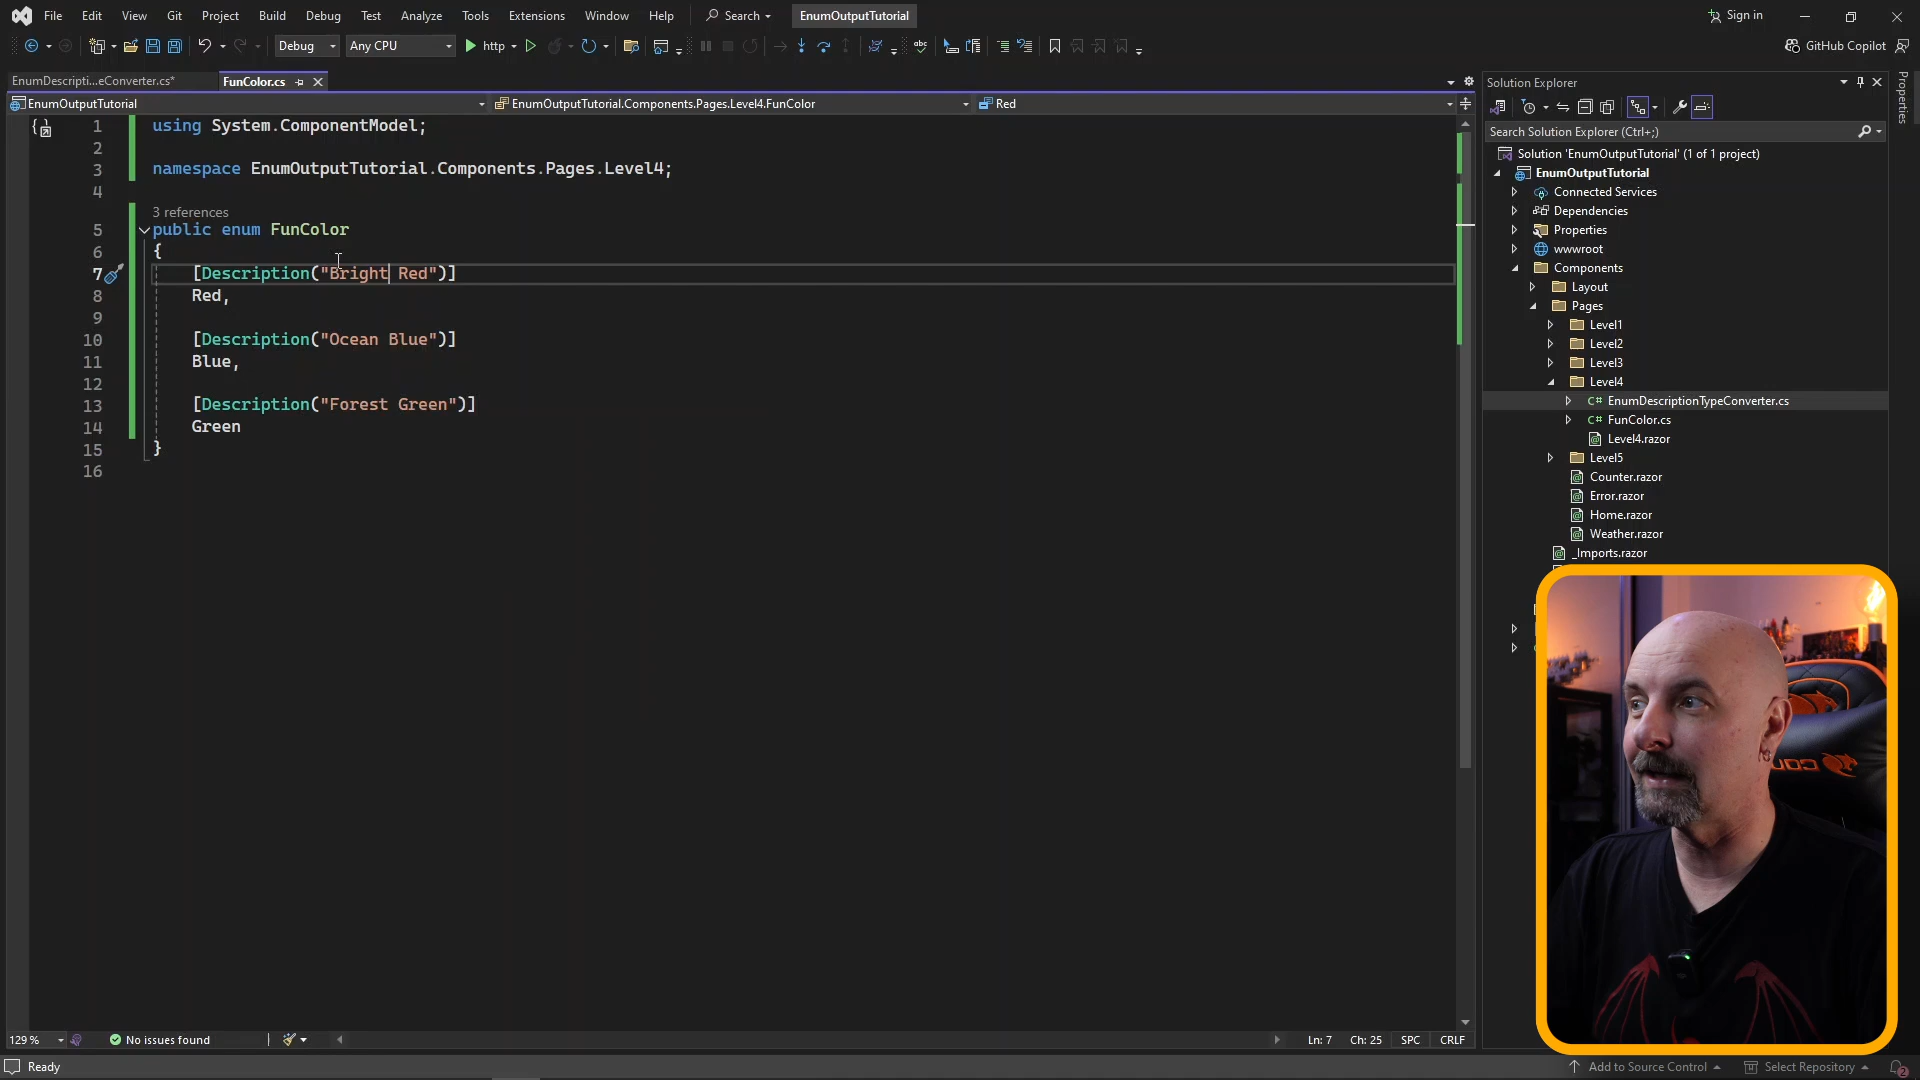 File Edit View Git Project Build Debug Test Analyze Tools Extensions Window Help Search EnumOutputTutorial Sign in
Debug Any CPU http GitHub Copilot
EnumDescripti...eConverter.cs* FunColor.cs
EnumOutputTutorial EnumOutputTutorial.Components.Pages.Level4.FunColor Red
1 using System.ComponentModel;
2
3 namespace EnumOutputTutorial.Components.Pages.Level4;
4
3 references
5 public enum FunColor
6 {
7 [Description("Bright Red")]
8 Red,
9
10 [Description("Ocean Blue")]
11 Blue,
12
13 [Description("Forest Green")]
14 Green
15 }
16
129 % No issues found Ln: 7 Ch: 25 SPC CRLF
Solution Explorer
Search Solution Explorer (Ctrl+;)
Solution 'EnumOutputTutorial' (1 of 1 project)
EnumOutputTutorial
Connected Services
Dependencies
Properties
wwwroot
Components
Layout
Pages
Level1
Level2
Level3
Level4
C# EnumDescriptionTypeConverter.cs
C# FunColor.cs
Level4.razor
Level5
Counter.razor
Error.razor
Home.razor
Weather.razor
_Imports.razor
Properties
Ready Add to Source Control Select Repository 2